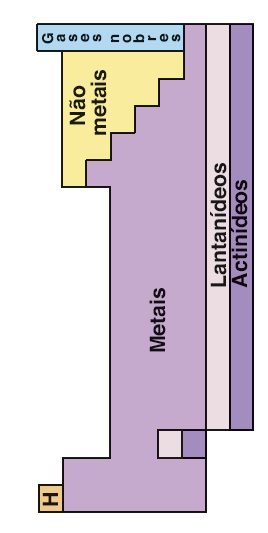 H
Gases nobres
Não
metais
Metais
Lantanídeos
Actinídeos